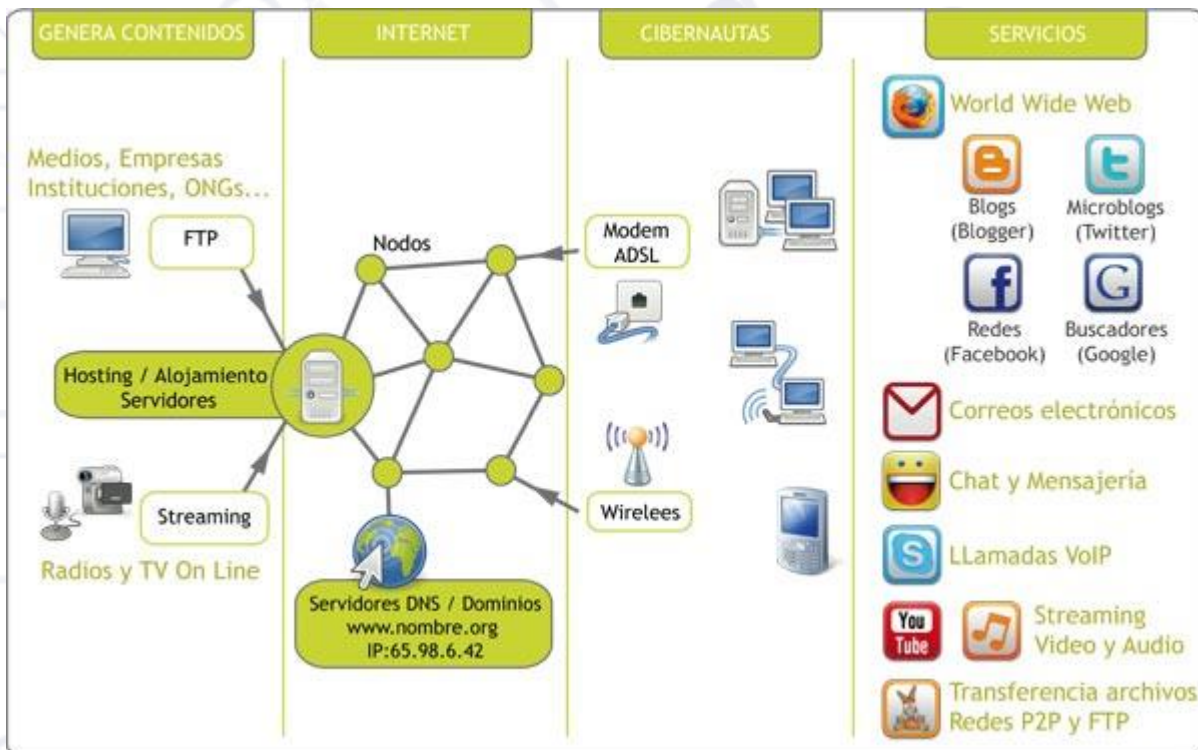 GENERA CONTENIDOS
INTERNET
CIBERNAUTAS
SERVICIOS
Medios, Empresas
Instituciones, ONGs...
FTP
Hosting / Alojamiento
Servidores
Streaming
Radios y TV On Line
Nodos
Servidores DNS / Dominios
www.nombre.org
IP:65.98.6.42
Modem
ADSL
Wirelees
World Wide Web
Blogs
(Blogger)
Microblogs
(Twitter)
Redes
(Facebook)
Buscadores
(Google)
Correos electrónicos
Chat y Mensajería
LLamadas VoIP
You
Tube
Streaming
Video y Audio
Transferencia archivos
Redes P2P y FTP